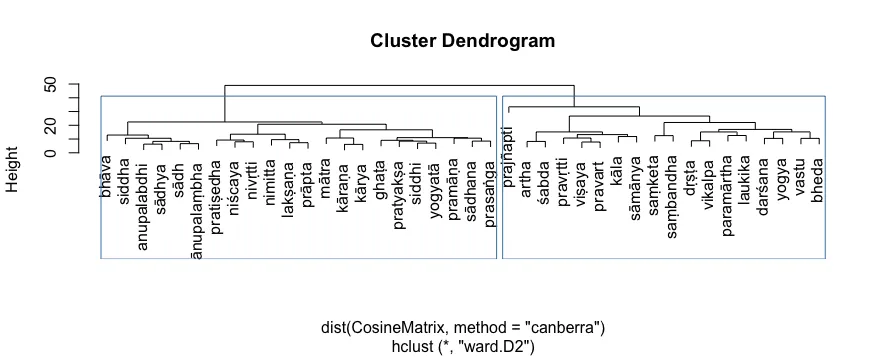 Cluster Dendrogram
Height
0 20 50
bhāva
siddha
anupalabdhi
sādhya
sādh
ānupalaṃbha
pratiṣedha
niścaya
nivṛtti
nimitta
lakṣaṇa
prāpta
mātra
kāraṇa
kārya
ghaṭa
pratyakṣa
siddhi
yogyatā
pramāṇa
sādhana
prasaṅga
prajñapti
artha
śabda
pravṛtti
viṣaya
pravart
kāla
sāmānya
saṃketa
saṃbandha
dṛṣṭa
vikalpa
paramārtha
laukika
darśana
yogya
vastu
bheda
dist(CosineMatrix, method = "canberra")
hclust (*, "ward.D2")